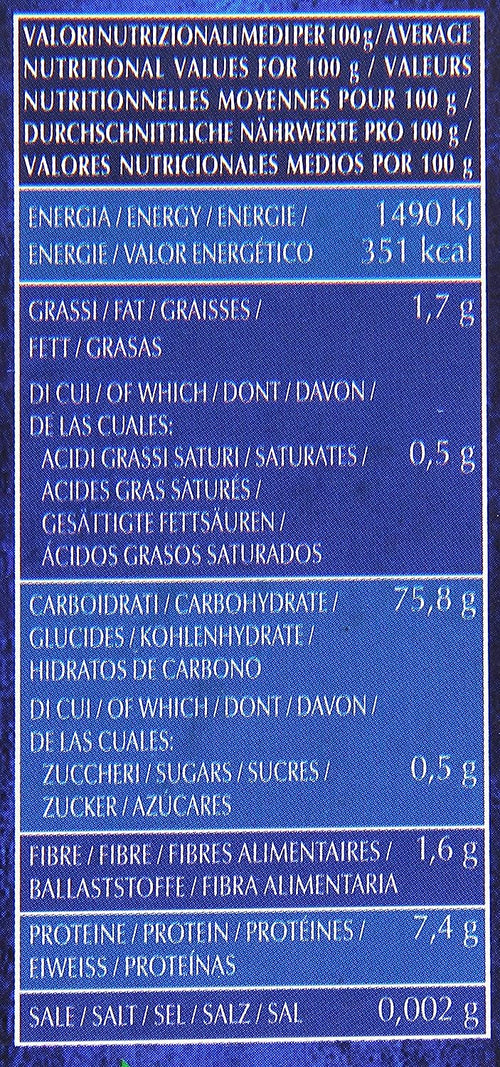 VALORI NUTRIZIONALI MEDI PER 100 g / AVERAGE
NUTRITIONAL VALUES FOR 100 g / VALEURS
NUTRITIONNELLES MOYENNES POUR 100 g /
DURCHSCHNITTLICHE NÄHRWERTE PRO 100 g /
VALORES NUTRICIONALES MEDIOS POR 100 g
ENERGIA / ENERGY / ENERGIE / 1490 kJ
ENERGIE / VALOR ENERGÉTICO 351 kcal
GRASSI / FAT / GRAISSES / 1,7 g
FETT / GRASAS
DI CUI / OF WHICH / DONT / DAVON /
DE LAS CUALES:
ACIDI GRASSI SATURI / SATURATES / 0,5 g
ACIDES GRAS SATURÉS /
GESÄTTIGTE FETTSÄUREN /
ÁCIDOS GRASOS SATURADOS
CARBOIDRATI / CARBOHYDRATE / 75,8 g
GLUCIDES / KOHLENHYDRATE /
HIDRATOS DE CARBONO
DI CUI / OF WHICH / DONT / DAVON /
DE LAS CUALES:
ZUCCHERI / SUGARS / SUCRES / 0,5 g
ZUCKER / AZÚCARES
FIBRE / FIBRE / FIBRES ALIMENTAIRES / 1,6 g
BALLASTSTOFFE / FIBRA ALIMENTARIA
PROTEINE / PROTEIN / PROTÉINES / 7,4 g
EIWEISS / PROTEÍNAS
SALE / SALT / SEL / SALZ / SAL 0,002 g